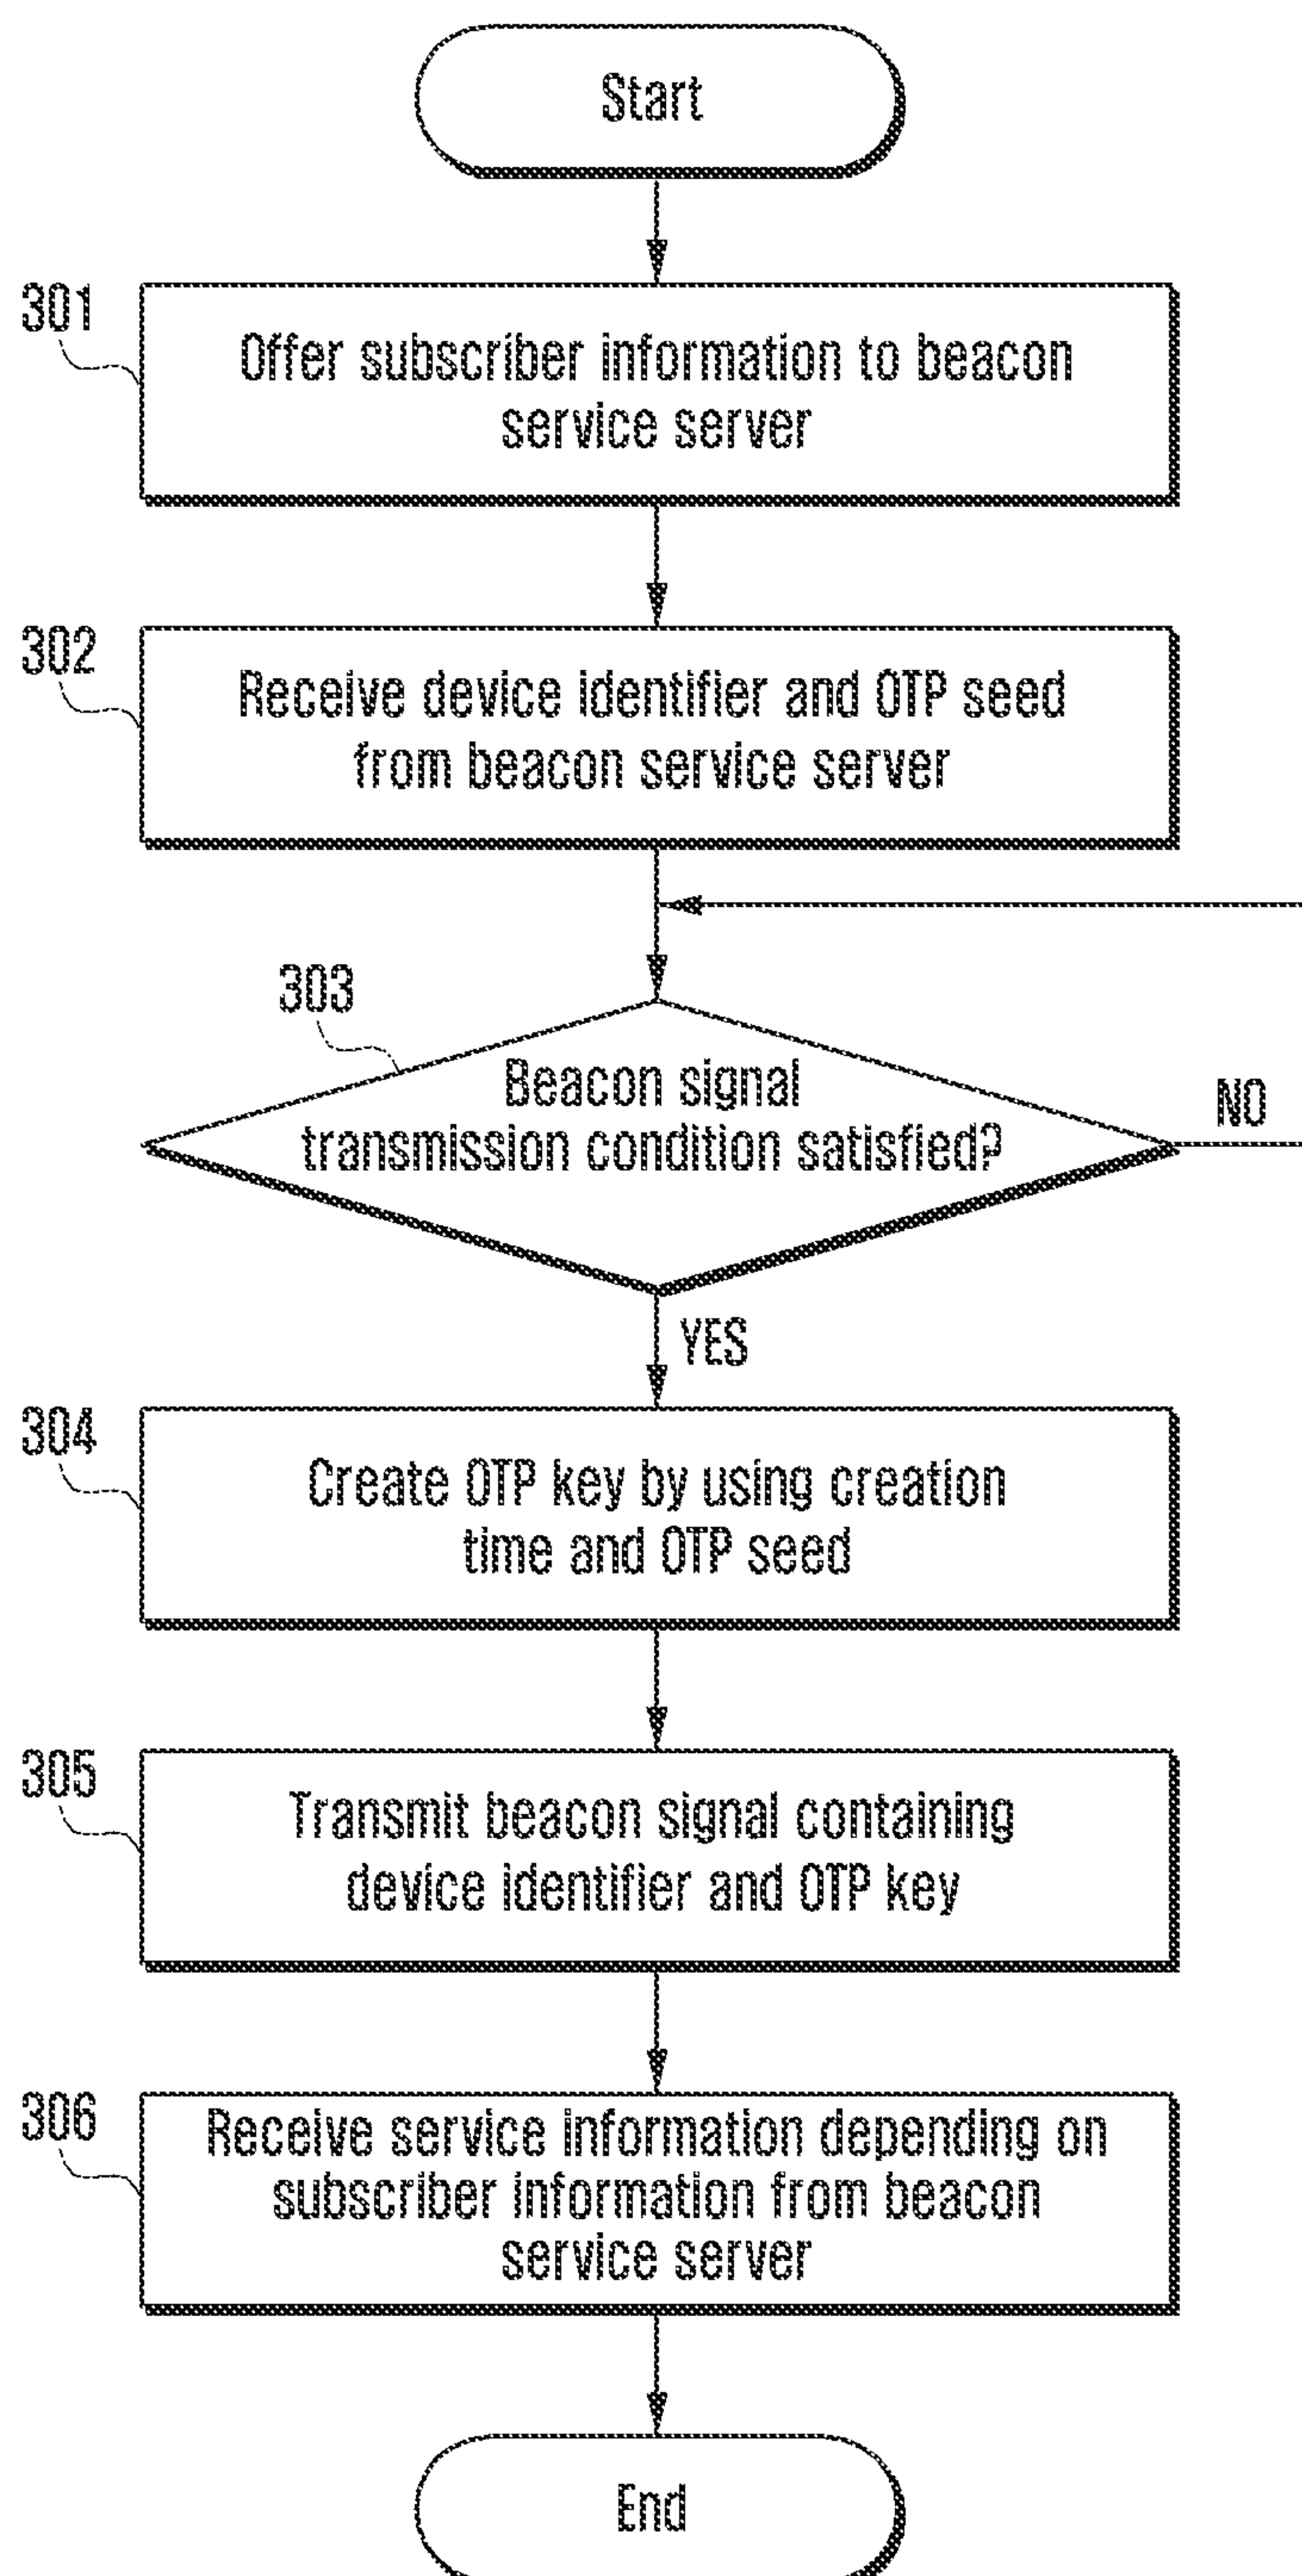 Start
301
Offer subscriber information to beacon
service server
302
Receive device identifier and OTP seed
from beacon service server
303
Beacon signal
transmission condition satisfied?
NO
YES
304
Create OTP key by using creation
time and OTP seed
305
Transmit beacon signal containing
device identifier and OTP key
306
Receive service information depending on
subscriber information from beacon
service server
End